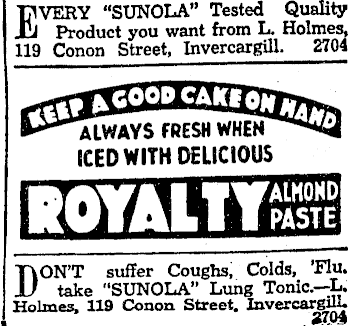 EVERY "SUNOLA" Tested Quality
Product you want from L. Holmes,
119 Conon Street, Invercargill. 2704
KEEP A GOOD CAKE ON HAND
ALWAYS FRESH WHEN
ICED WITH DELICIOUS
ROYALTY ALMOND
PASTE
DON'T suffer Coughs, Colds, 'Flu,
take "SUNOLA" Lung Tonic.—L.
Holmes, 119 Conon Street, Invercargill.
2704